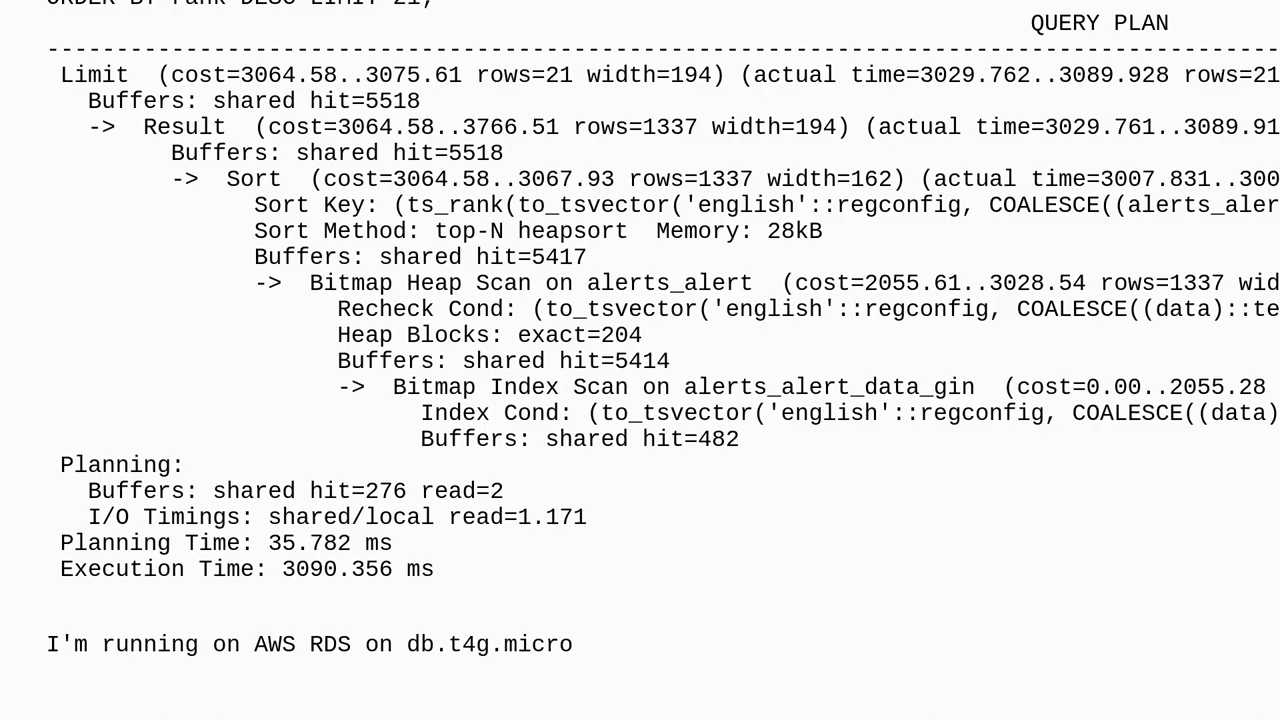 ORDER BY rank DESC LIMIT 21;
QUERY PLAN
--------------------------------------------------------------------------------------------
Limit  (cost=3064.58..3075.61 rows=21 width=194) (actual time=3029.762..3089.928 rows=21
Buffers: shared hit=5518
->  Result  (cost=3064.58..3766.51 rows=1337 width=194) (actual time=3029.761..3089.91
Buffers: shared hit=5518
->  Sort  (cost=3064.58..3067.93 rows=1337 width=162) (actual time=3007.831..300
Sort Key: (ts_rank(to_tsvector('english'::regconfig, COALESCE((alerts_aler
Sort Method: top-N heapsort  Memory: 28kB
Buffers: shared hit=5417
->  Bitmap Heap Scan on alerts_alert  (cost=2055.61..3028.54 rows=1337 wid
Recheck Cond: (to_tsvector('english'::regconfig, COALESCE((data)::te
Heap Blocks: exact=204
Buffers: shared hit=5414
->  Bitmap Index Scan on alerts_alert_data_gin  (cost=0.00..2055.28
Index Cond: (to_tsvector('english'::regconfig, COALESCE((data)
Buffers: shared hit=482
Planning:
Buffers: shared hit=276 read=2
I/O Timings: shared/local read=1.171
Planning Time: 35.782 ms
Execution Time: 3090.356 ms
I'm running on AWS RDS on db.t4g.micro